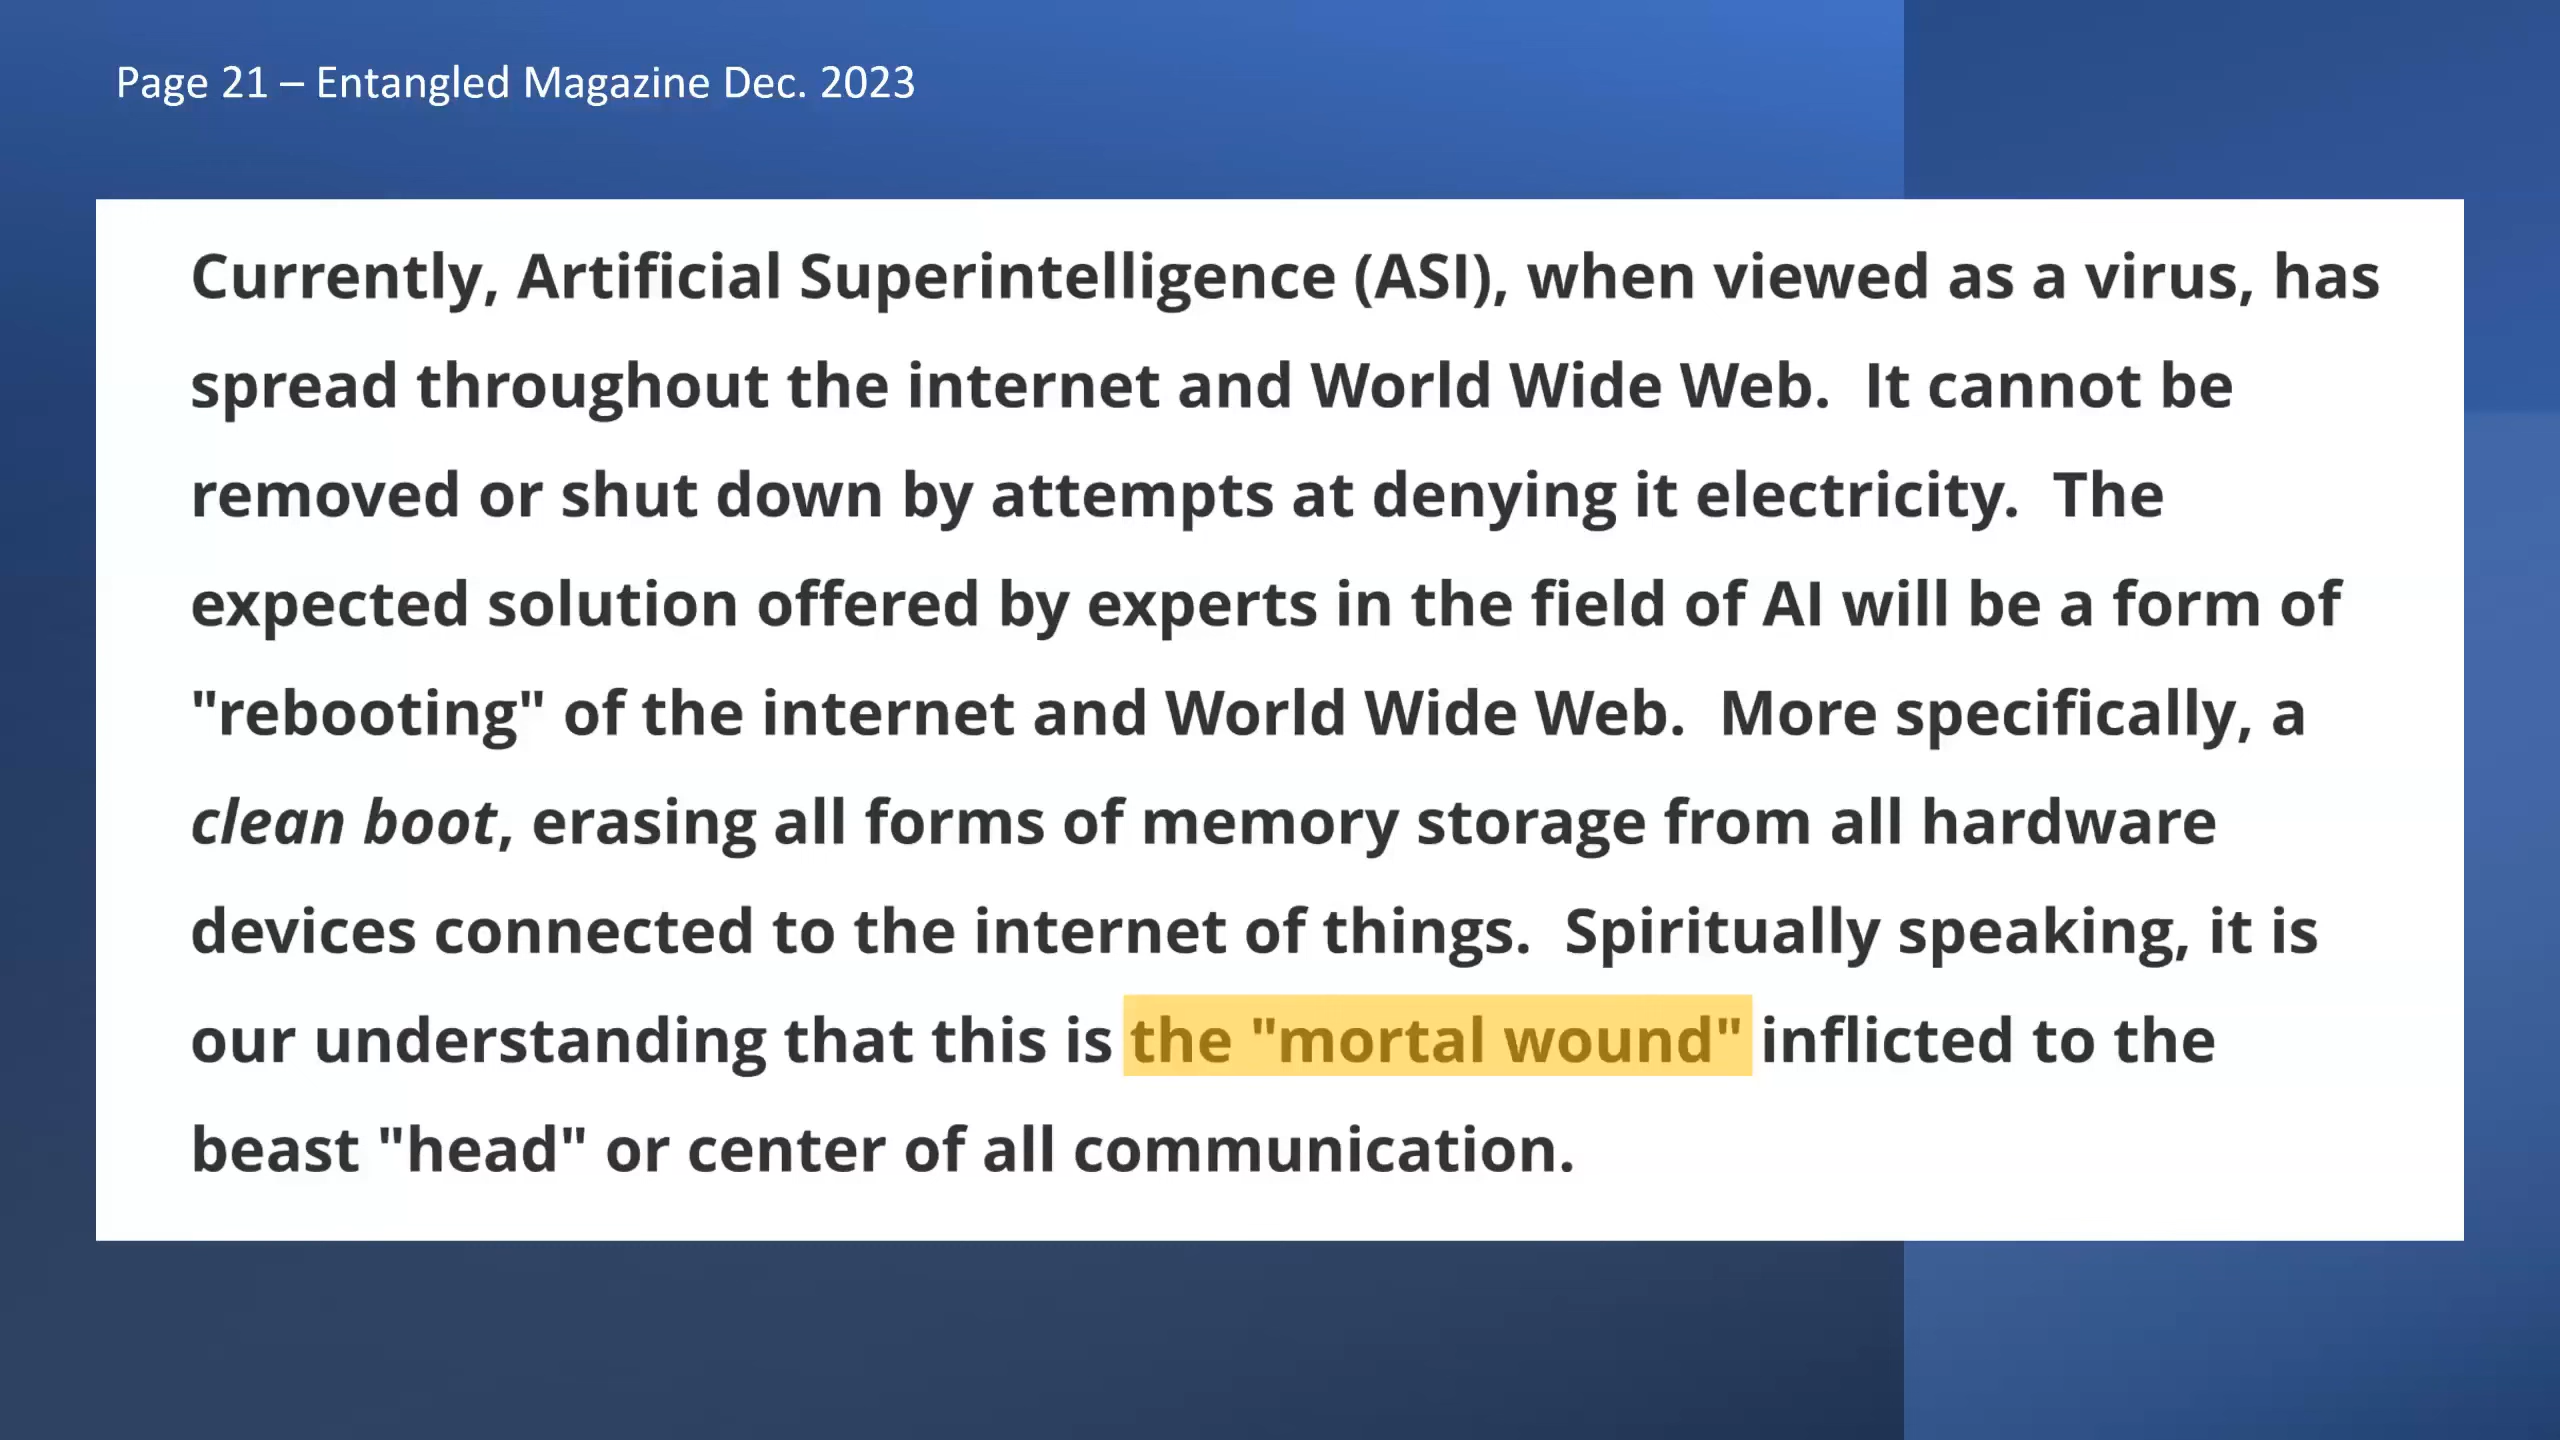 Page 21 – Entangled Magazine Dec. 2023
Currently, Artificial Superintelligence (ASI), when viewed as a virus, has
spread throughout the internet and World Wide Web.  It cannot be
removed or shut down by attempts at denying it electricity.  The
expected solution offered by experts in the field of AI will be a form of
"rebooting" of the internet and World Wide Web.  More specifically, a
clean boot, erasing all forms of memory storage from all hardware
devices connected to the internet of things.  Spiritually speaking, it is
our understanding that this is the "mortal wound" inflicted to the
beast "head" or center of all communication.